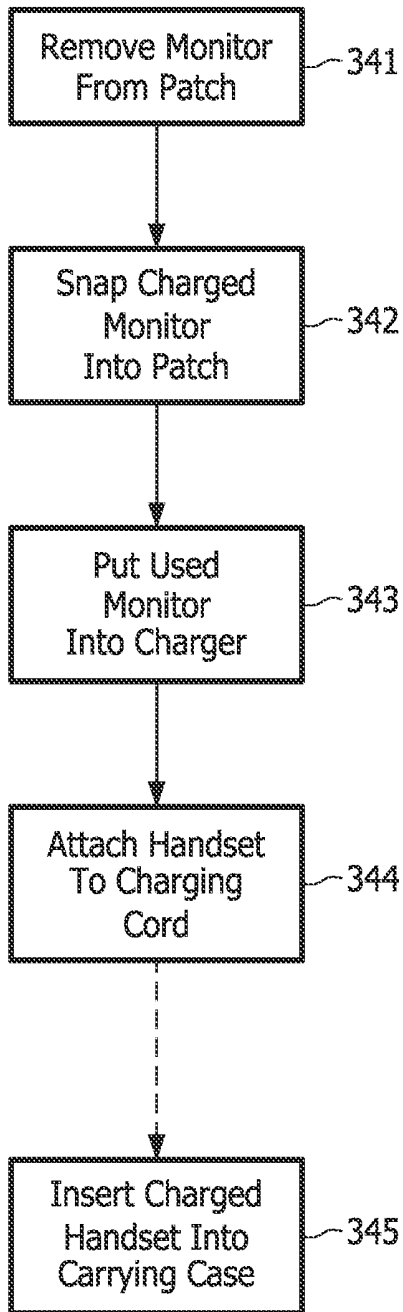 Remove Monitor
From Patch
341
Snap Charged
Monitor
Into Patch
342
Put Used
Monitor
Into Charger
343
Attach Handset
To Charging
Cord
344
Insert Charged
Handset Into
Carrying Case
345